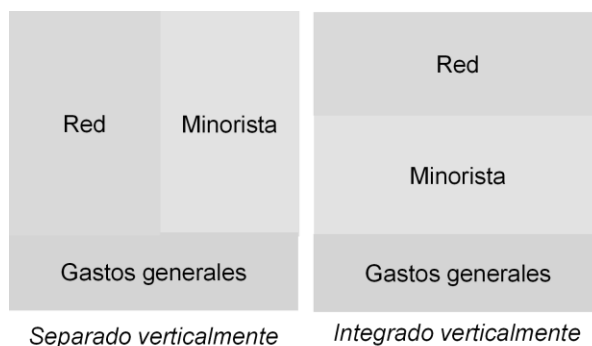 Red
Minorista
Gastos generales
Separado verticalmente
Red
Minorista
Gastos generales
Integrado verticalmente